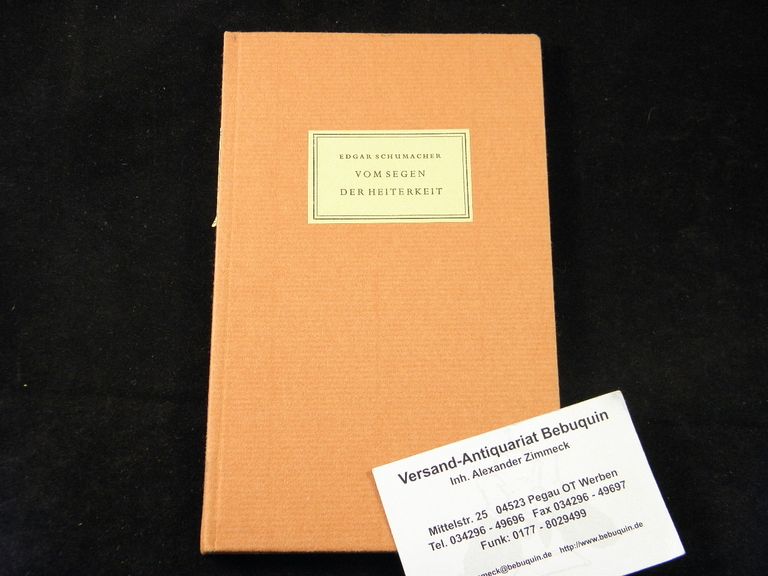 EDGAR SCHUMACHER
VOM SEGEN
DER HEITERKEIT
Versand-Antiquariat Bebuquin
Inh. Alexander Zimmeck
Mittelstr. 25 04523 Pegau OT Werben
Tel. 034296 - 49696 Fax 034296 - 49697
Funk: 0177 - 8029499
http://www.bebuquin.de